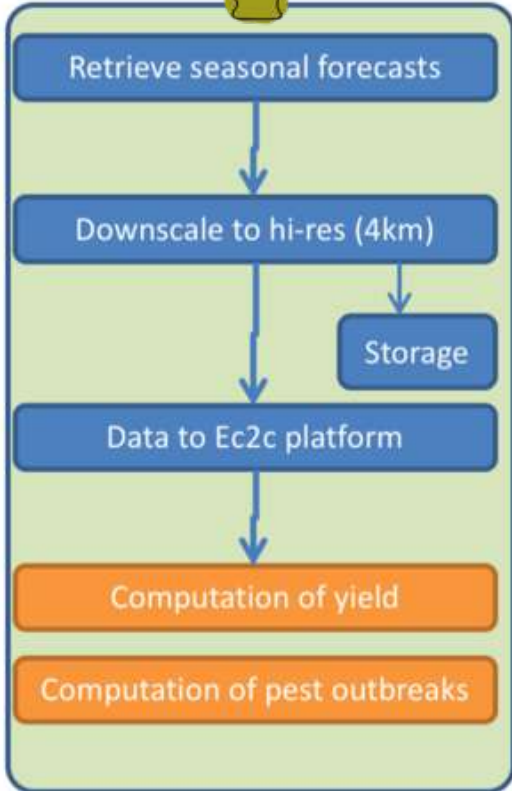 Retrieve seasonal forecasts
Downscale to hi-res (4km)
Storage
Data to Ec2c platform
Computation of yield
Computation of pest outbreaks